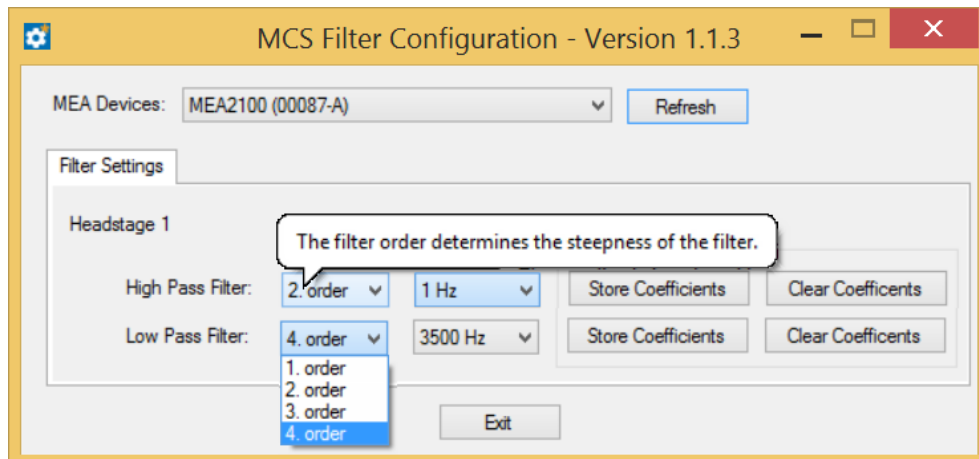 MCS Filter Configuration - Version 1.1.3
MEA Devices: MEA2100 (00087-A) Refresh
Filter Settings
Headstage 1
The filter order determines the steepness of the filter.
High Pass Filter: 2. order 1 Hz Store Coefficients Clear Coefficents
Low Pass Filter: 4. order 3500 Hz Store Coefficients Clear Coefficents
1. order
2. order
3. order
4. order
Exit